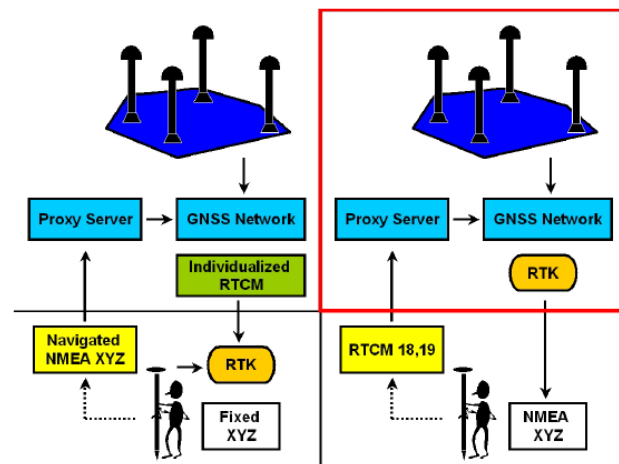 Proxy Server
GNSS Network
Individualized
RTCM
Navigated
NMEA XYZ
RTK
Fixed
XYZ
Proxy Server
GNSS Network
RTK
RTCM 18,19
NMEA
XYZ